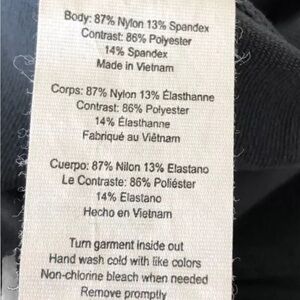 Body: 87% Nylon 13% Spandex
Contrast: 86% Polyester
14% Spandex
Made in Vietnam
Corps: 87% Nylon 13% Élasthanne
Contrast: 86% Polyester
14% Élasthanne
Fabriqué au Viêtnam
Cuerpo: 87% Nilon 13% Elastano
Le Contraste: 86% Poliéster
14% Elastano
Hecho en Vietnam
Turn garment inside out
Hand wash cold with like colors
Non-chlorine bleach when needed
Remove promptly